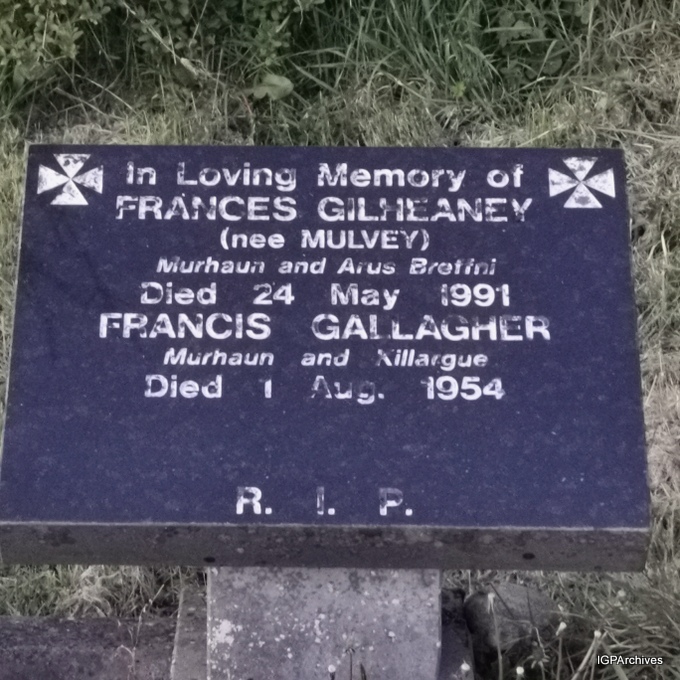 In Loving Memory of
FRANCES GILHEANEY
(nee MULVEY)
Murhaun and Arus Breffni
Died 24 May 1991
FRANCIS GALLAGHER
Murhaun and Killargue
Died 1 Aug. 1954
R. I. P.
IGPArchives